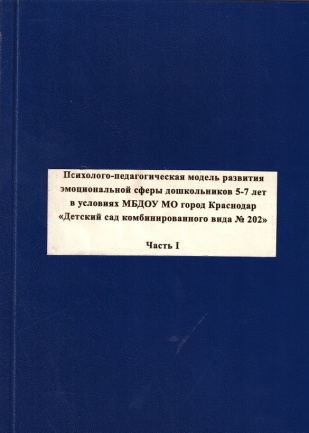 Психолого-педагогическая модель развития
эмоциональной сферы дошкольников 5-7 лет
в условиях МБДОУ МО город Краснодар
«Детский сад комбинированного вида № 202»
Часть I